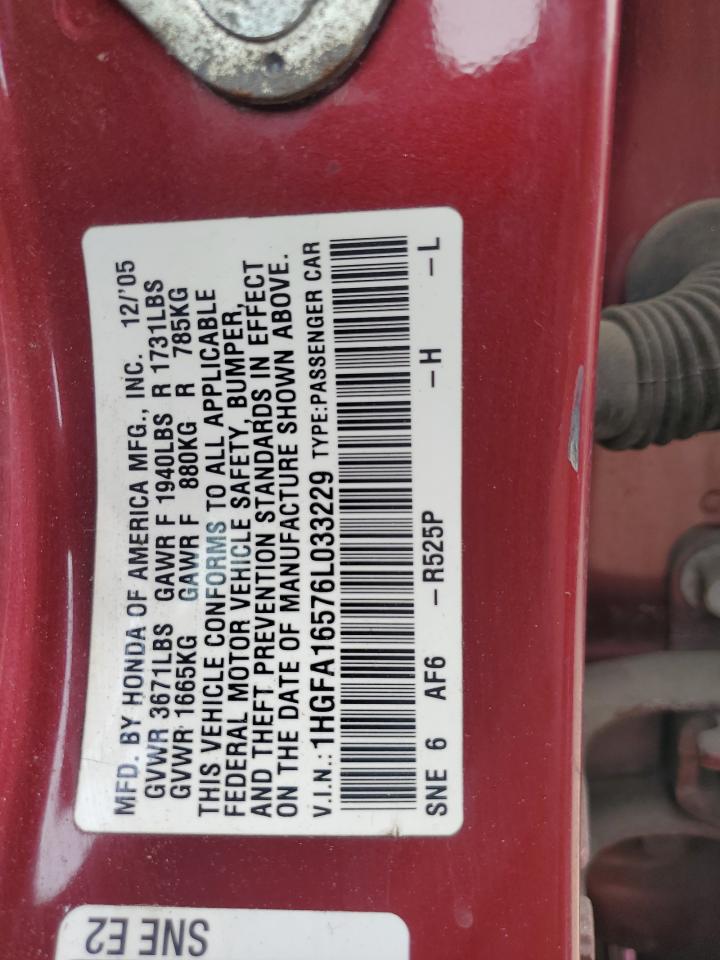 MFD. BY HONDA OF AMERICA MFG., INC. 12/'05
GVWR 3671LBS GAWR F 1940LBS R 1731LBS
GVWR 1665KG GAWR F 880KG R 785KG
THIS VEHICLE CONFORMS TO ALL APPLICABLE
FEDERAL MOTOR VEHICLE SAFETY, BUMPER,
AND THEFT PREVENTION STANDARDS IN EFFECT
ON THE DATE OF MANUFACTURE SHOWN ABOVE.
V.I.N.: 1HGFA16576L033229 TYPE:PASSENGER CAR
SNE 6 AF6 -R525P -H -L
SNE E2